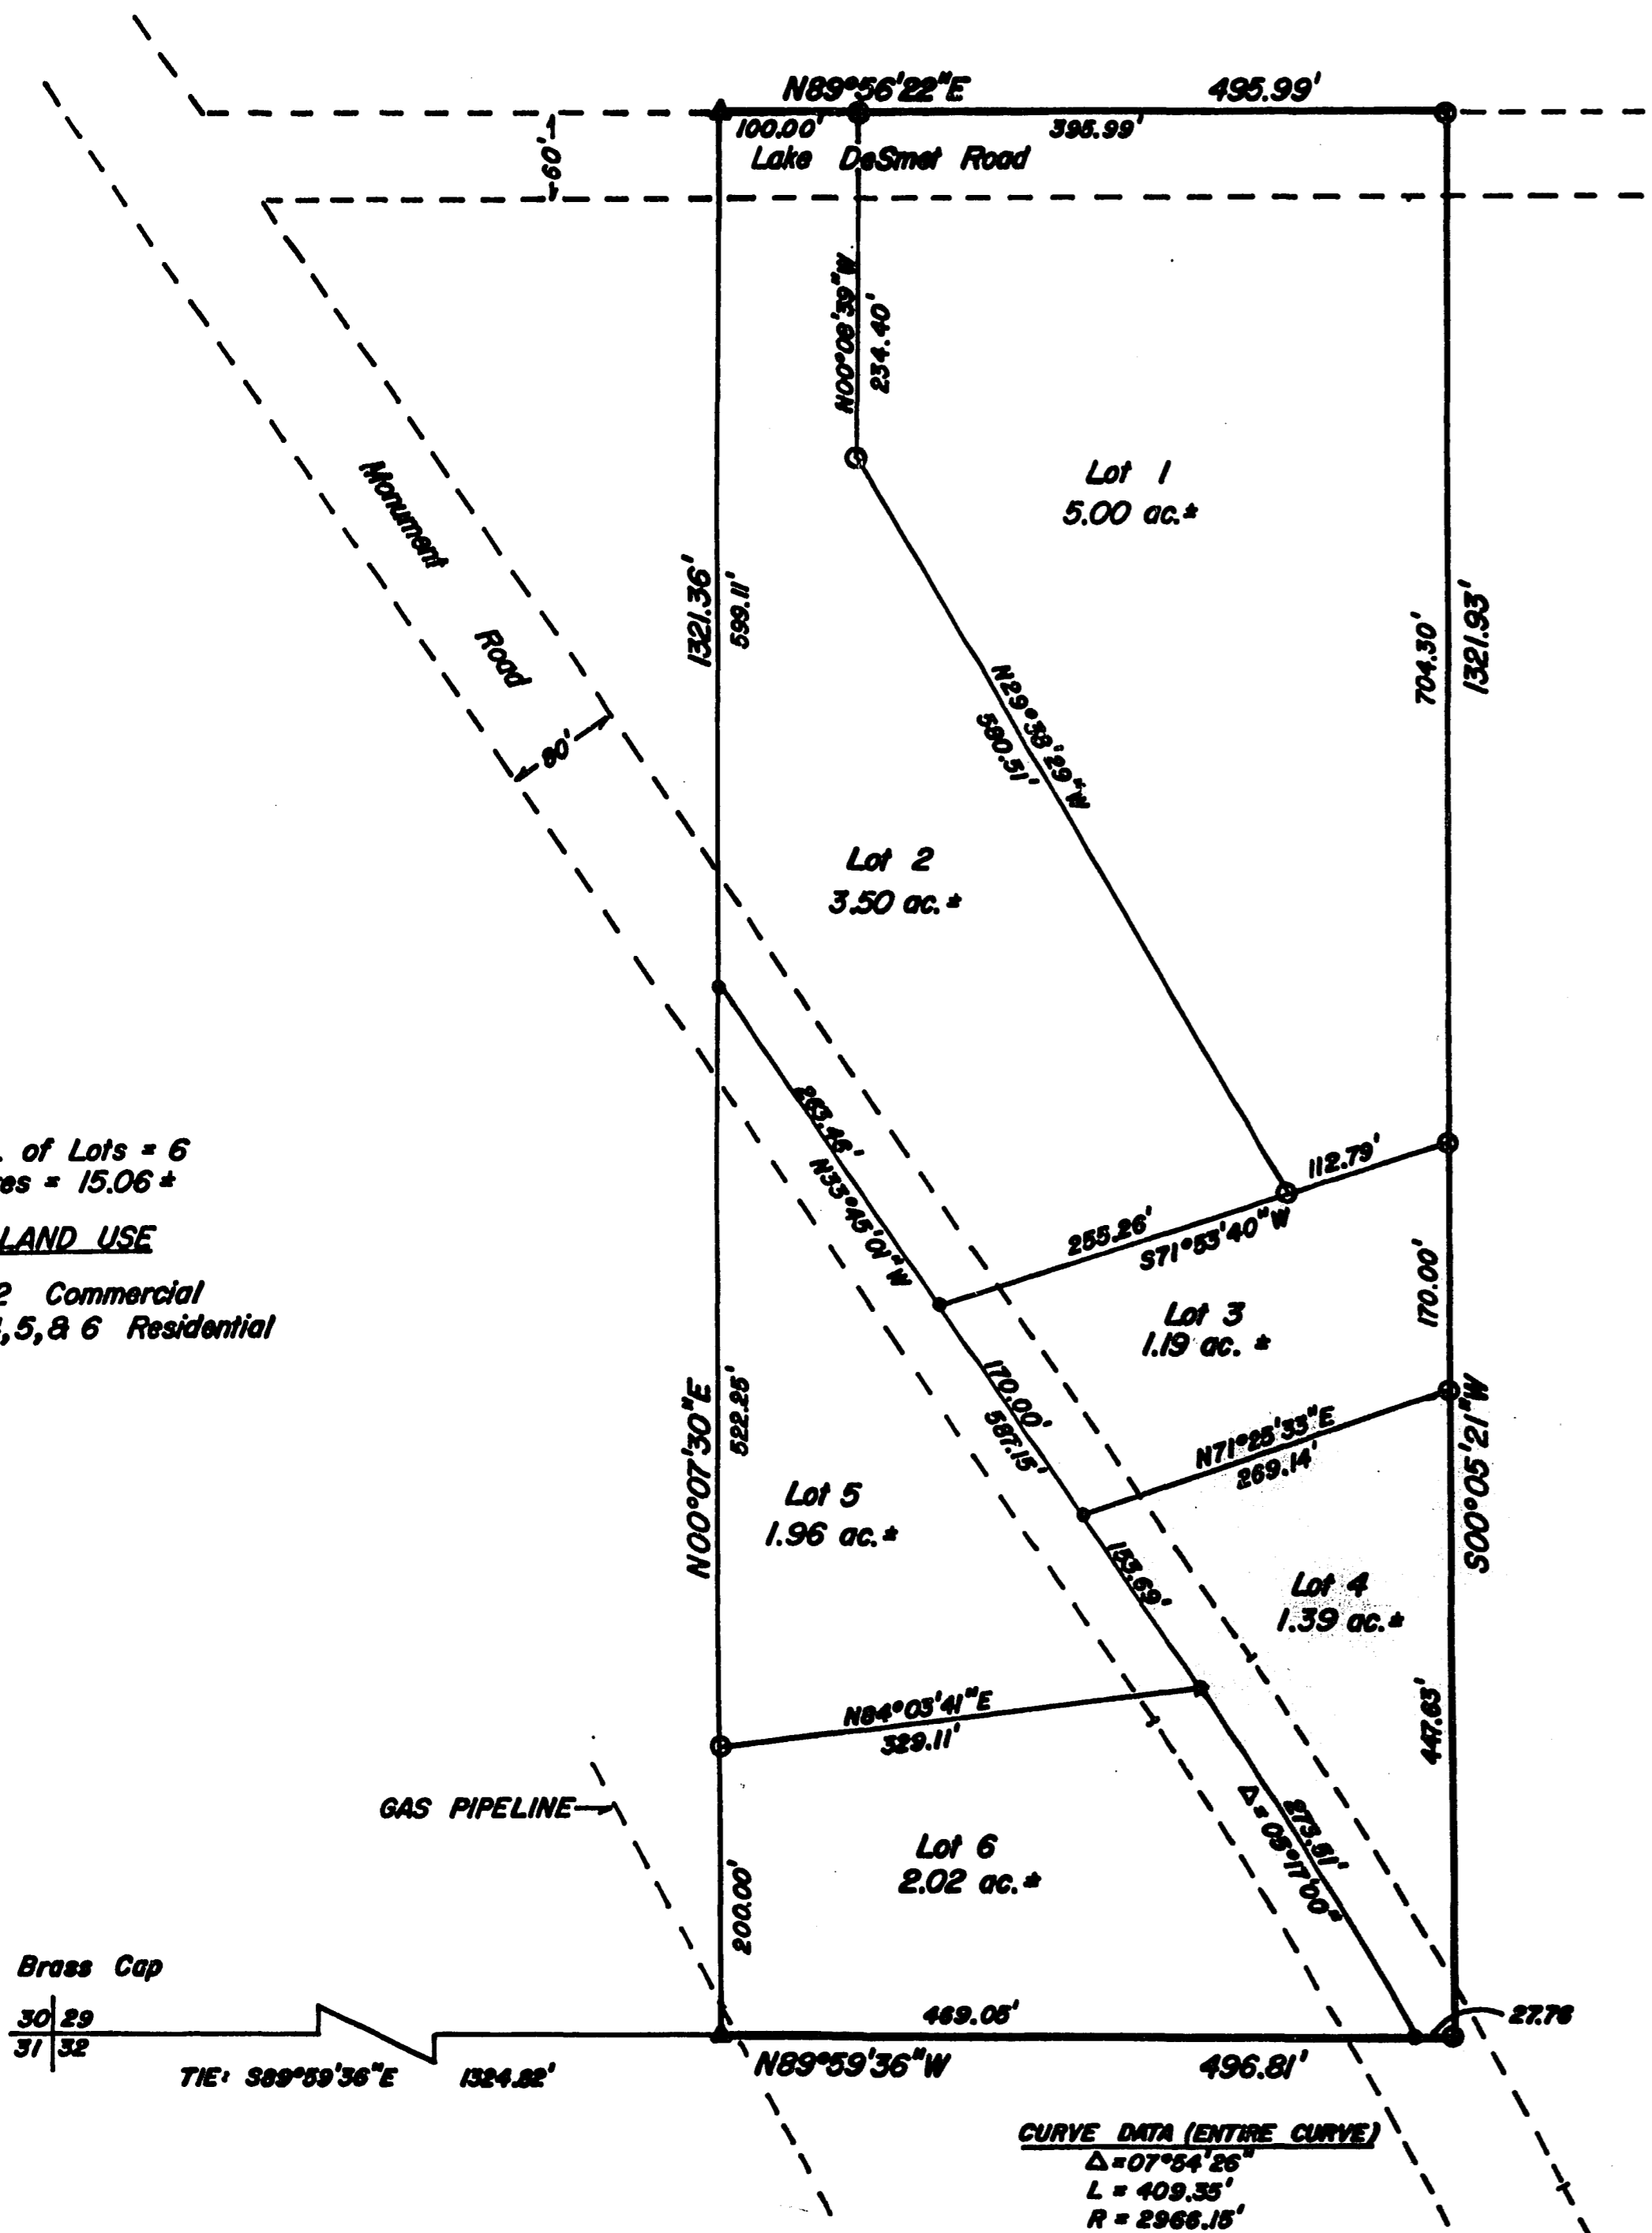 N89°56'22"E 495.99'
100.00' 395.99'
Lake DeSmet Road
60'
N00°08'39"W
234.40'
Lot 1
5.00 ac.±
Monument
Road
80'
1321.36'
599.11'
704.30'
1321.93'
N29°38'29"W
580.51'
Lot 2
3.50 ac.±
of Lots = 6
es = 15.06 ±
LAND USE
2 Commercial
,5,& 6 Residential
263.46'
N33°45'01"W
112.79'
255.26'
S71°53'40"W
170.00'
Lot 3
1.19 ac. ±
170.00'
587.15'
N71°25'33"E
269.14'
N00°07'30"E
522.25'
S00°05'21"W
Lot 5
1.96 ac.±
153.69'
Lot 4
1.39 ac.±
N84°03'41"E
329.11'
447.63'
GAS PIPELINE
273.51'
Δ=05°17'00"
Lot 6
2.02 ac.±
200.00'
Brass Cap
30 29
31 32
TIE: S89°59'36"E 1324.82'
469.05'
27.76
N89°59'36"W 496.81'
CURVE DATA (ENTIRE CURVE)
Δ=07°54'26"
L = 409.35'
R = 2966.15'